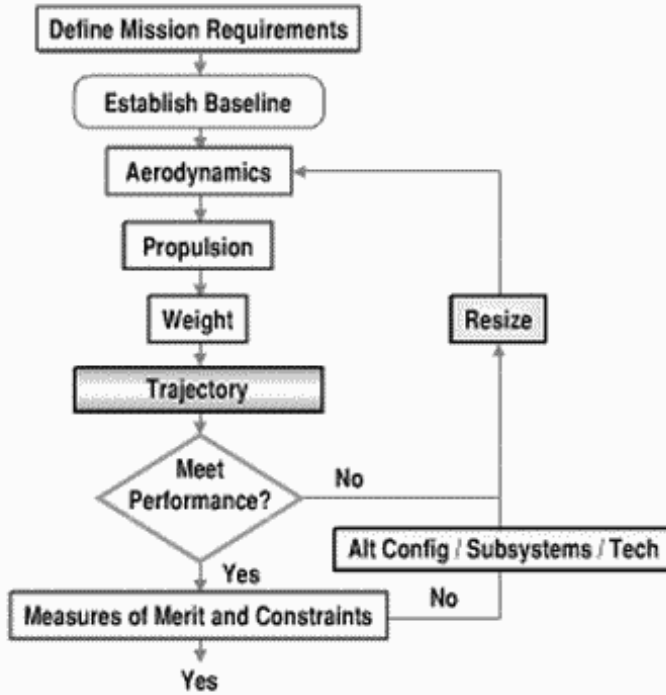 Define Mission Requirements
Establish Baseline
Aerodynamics
Propulsion
Weight
Resize
Trajectory
Meet
Performance?
No
Alt Config / Subsystems / Tech
Yes
Measures of Merit and Constraints
No
Yes